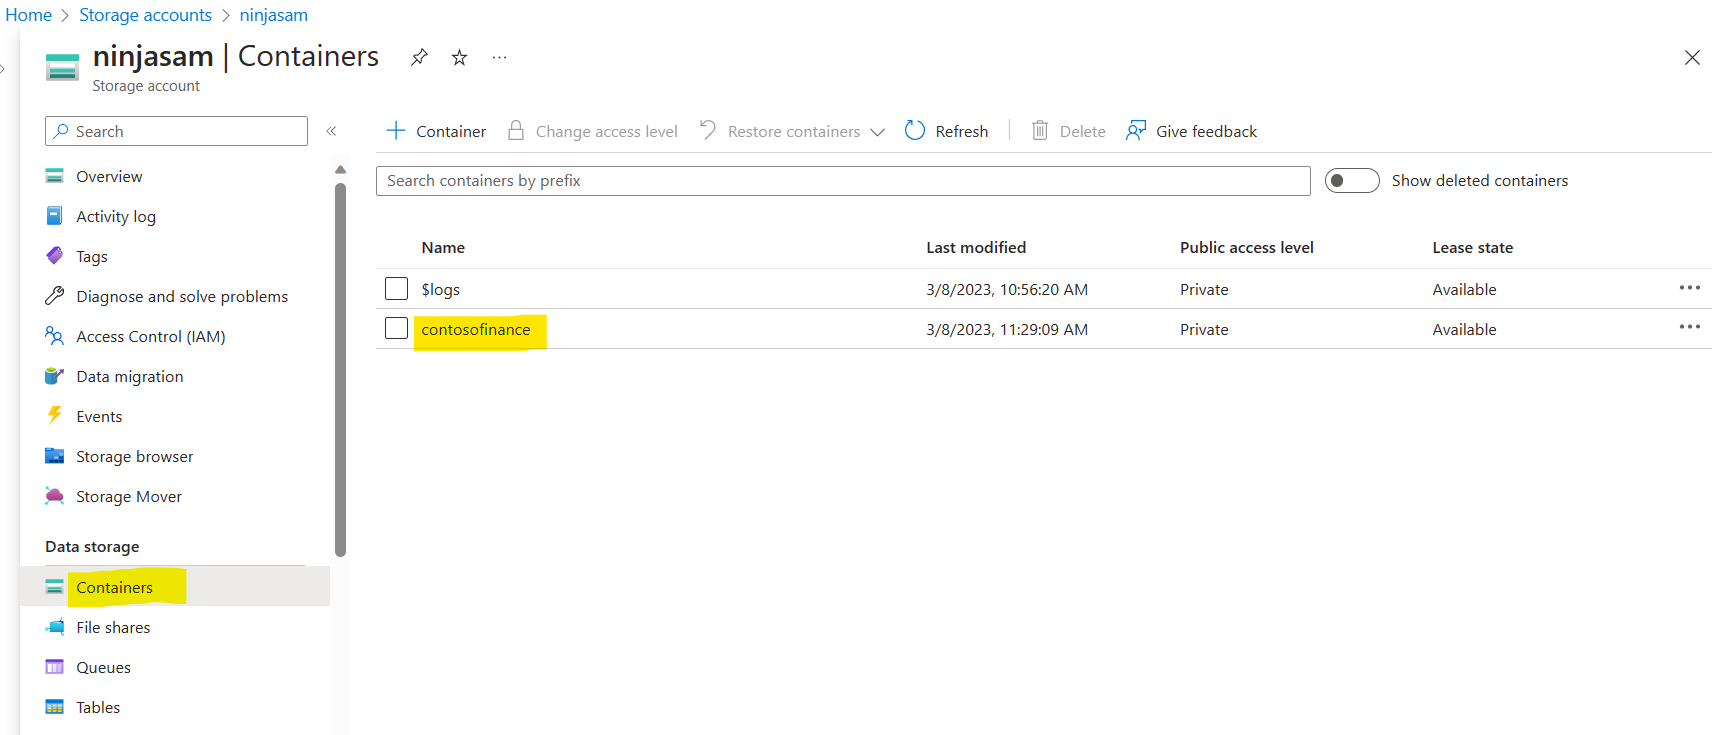 Home > Storage accounts > ninjasam
ninjasam | Containers ...
Storage account
Search «
Overview
Activity log
Tags
Diagnose and solve problems
Access Control (IAM)
Data migration
Events
Storage browser
Storage Mover
Data storage
Containers
File shares
Queues
Tables
+ Container Change access level Restore containers Refresh | Delete Give feedback
Search containers by prefix Show deleted containers
Name Last modified Public access level Lease state
$logs 3/8/2023, 10:56:20 AM Private Available ...
contosofinance 3/8/2023, 11:29:09 AM Private Available ...